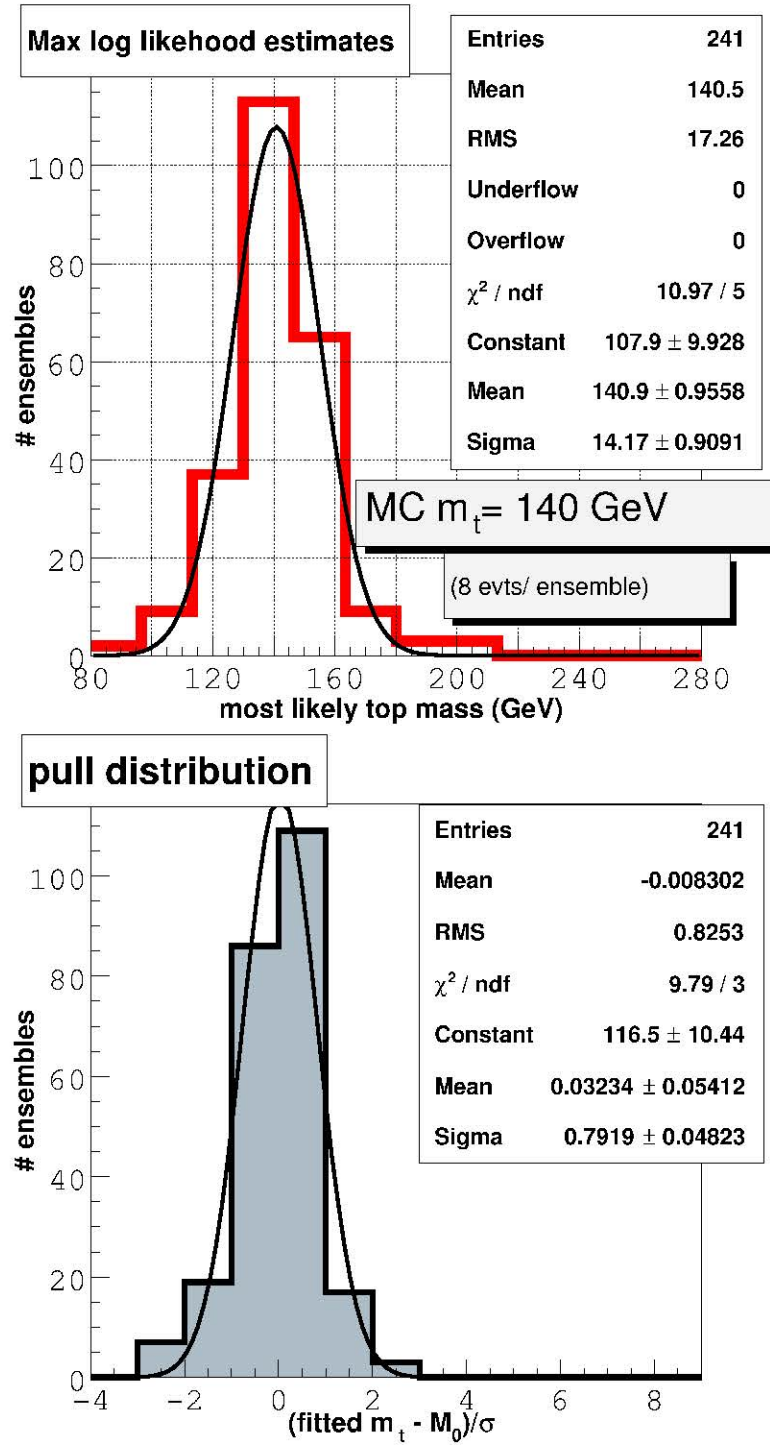 Max log likehood estimates
Entries 241
Mean 140.5
RMS 17.26
Underflow 0
Overflow 0
χ² / ndf 10.97 / 5
Constant 107.9 ± 9.928
Mean 140.9 ± 0.9558
Sigma 14.17 ± 0.9091
MC m_t= 140 GeV
(8 evts/ ensemble)
# ensembles
100
80
60
40
20
0
80 120 160 200 240 280
most likely top mass (GeV)
pull distribution
Entries 241
Mean -0.008302
RMS 0.8253
χ² / ndf 9.79 / 3
Constant 116.5 ± 10.44
Mean 0.03234 ± 0.05412
Sigma 0.7919 ± 0.04823
# ensembles
100
80
60
40
20
0
-4 -2 0 2 4 6 8
(fitted m_t - M_0)/σ